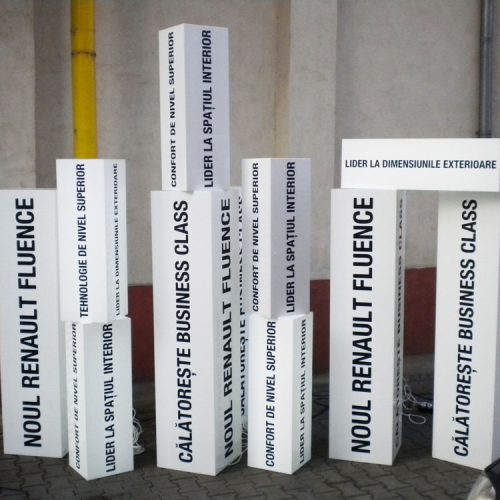 NOUL RENAULT FLUENCE
TEHNOLOGIE DE NIVEL SUPERIOR
LIDER LA DIMENSIUNILE EXTERIOARE
CONFORT DE NIVEL SUPERIOR
LIDER LA SPAȚIUL INTERIOR
CONFORT DE NIVEL SUPERIOR
LIDER LA SPAȚIUL INTERIOR
CĂLĂTOREȘTE BUSINESS CLASS
NOUL RENAULT FLUENCE
CĂLĂTOREȘTE BUSINESS CLASS
CONFORT DE NIVEL SUPERIOR
LIDER LA SPAȚIUL INTERIOR
CONFORT DE NIVEL SUPERIOR
LIDER LA SPAȚIUL INTERIOR
LIDER LA DIMENSIUNILE EXTERIOARE
NOUL RENAULT FLUENCE
CĂLĂTOREȘTE BUSINESS CLASS
CĂLĂTOREȘTE BUSINESS CLASS